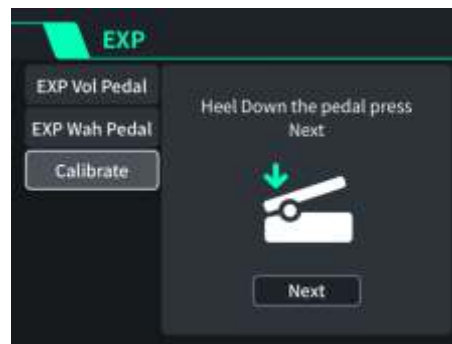 EXP
EXP Vol Pedal
EXP Wah Pedal
Calibrate
Heel Down the pedal press
Next
Next